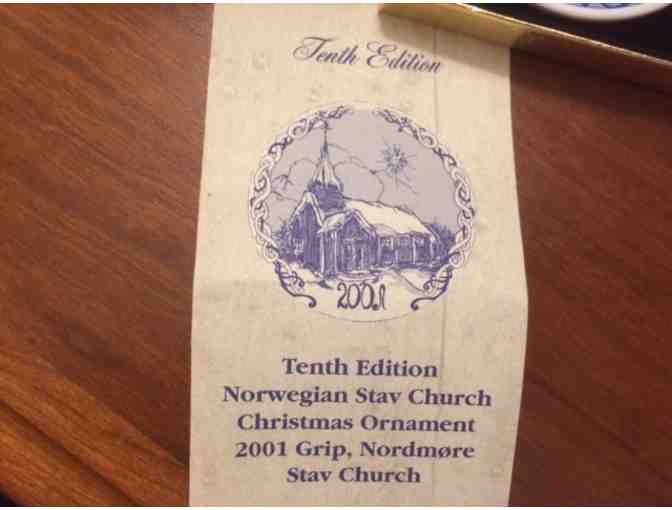 Tenth Edition
2001
Tenth Edition
Norwegian Stav Church
Christmas Ornament
2001 Grip, Nordmøre
Stav Church